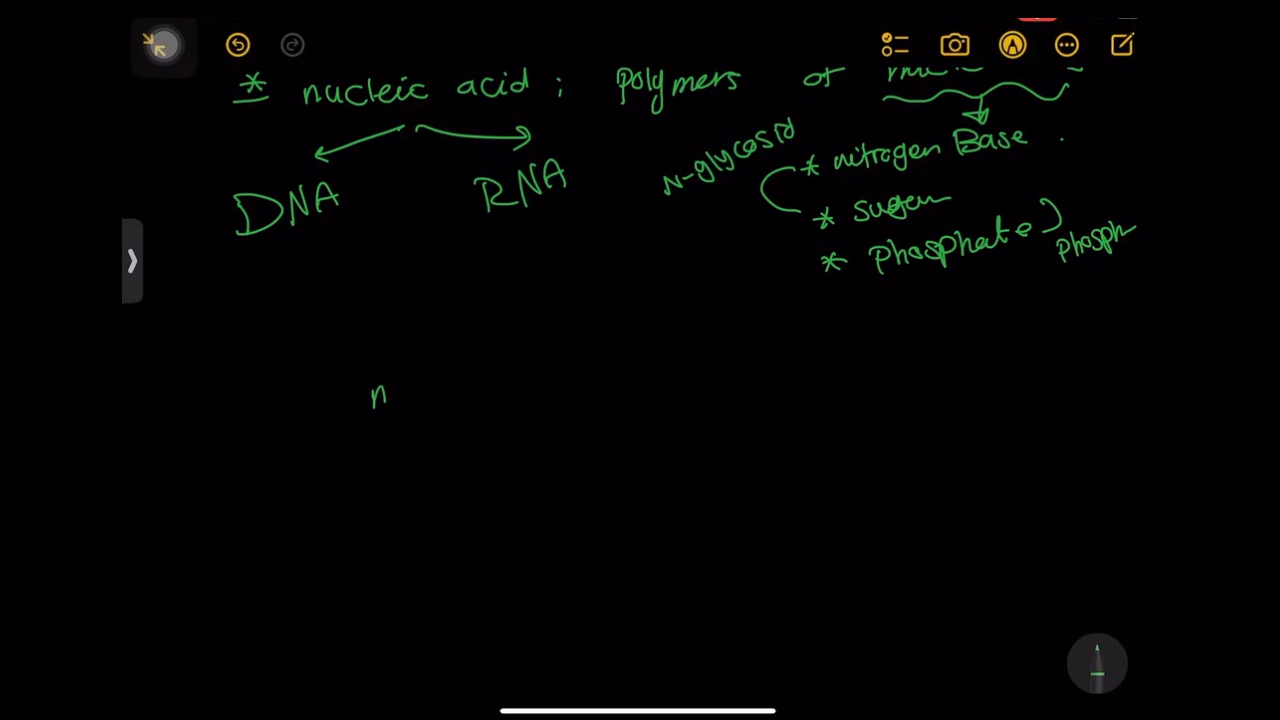 * nucleic acid ; polymers of
N-glycosid
* nitrogen Base .
DNA
RNA
* sugar
* phosphate
phosph
n